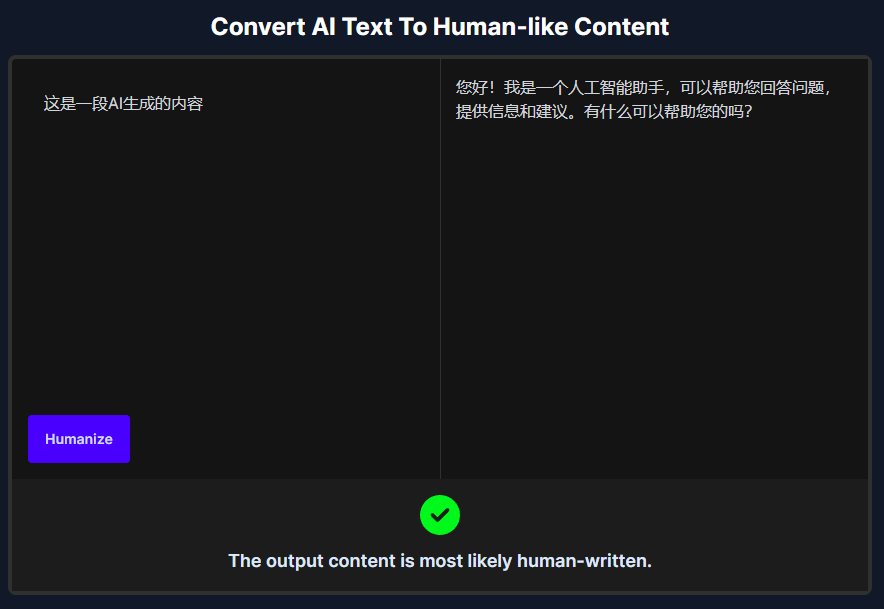 Convert AI Text To Human-like Content
这是一段AI生成的内容
您好！我是一个人工智能助手，可以帮助您回答问题，
提供信息和建议。有什么可以帮助您的吗？
Humanize
The output content is most likely human-written.